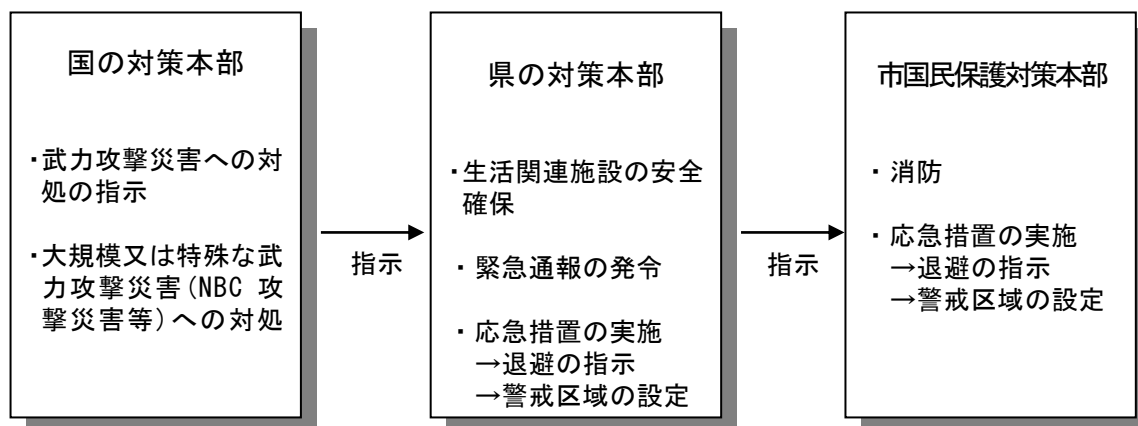 国の対策本部
・武力攻撃災害への対
処の指示
・大規模又は特殊な武
力攻撃災害(NBC 攻
撃災害等)への対処
指示
県の対策本部
・生活関連施設の安全
確保
・緊急通報の発令
・応急措置の実施
→退避の指示
→警戒区域の設定
指示
市国民保護対策本部
・消防
・応急措置の実施
→退避の指示
→警戒区域の設定